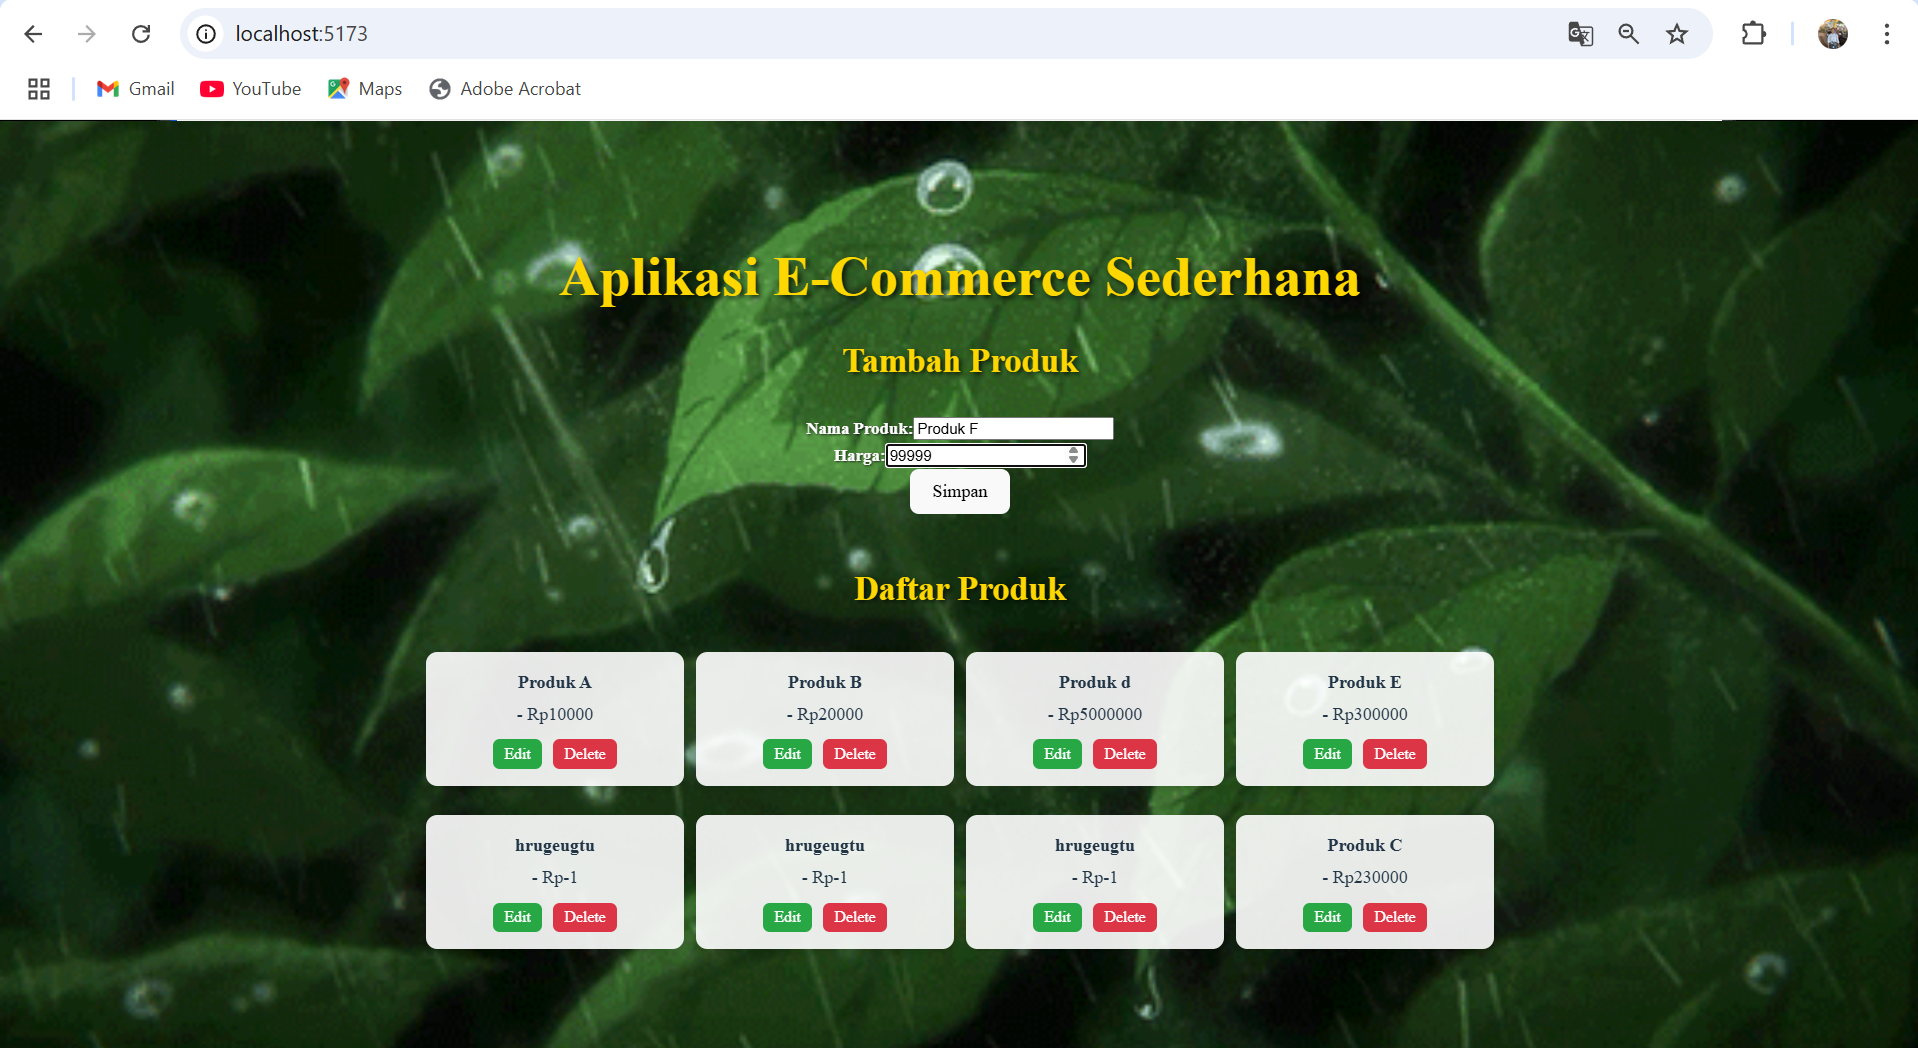 localhost:5173
Gmail YouTube Maps Adobe Acrobat
Aplikasi E-Commerce Sederhana
Tambah Produk
Nama Produk: Produk F
Harga: 99999
Simpan
Daftar Produk
Produk A
- Rp10000
Edit Delete
Produk B
- Rp20000
Edit Delete
Produk d
- Rp5000000
Edit Delete
Produk E
- Rp300000
Edit Delete
hrugeugtu
- Rp-1
Edit Delete
hrugeugtu
- Rp-1
Edit Delete
hrugeugtu
- Rp-1
Edit Delete
Produk C
- Rp230000
Edit Delete